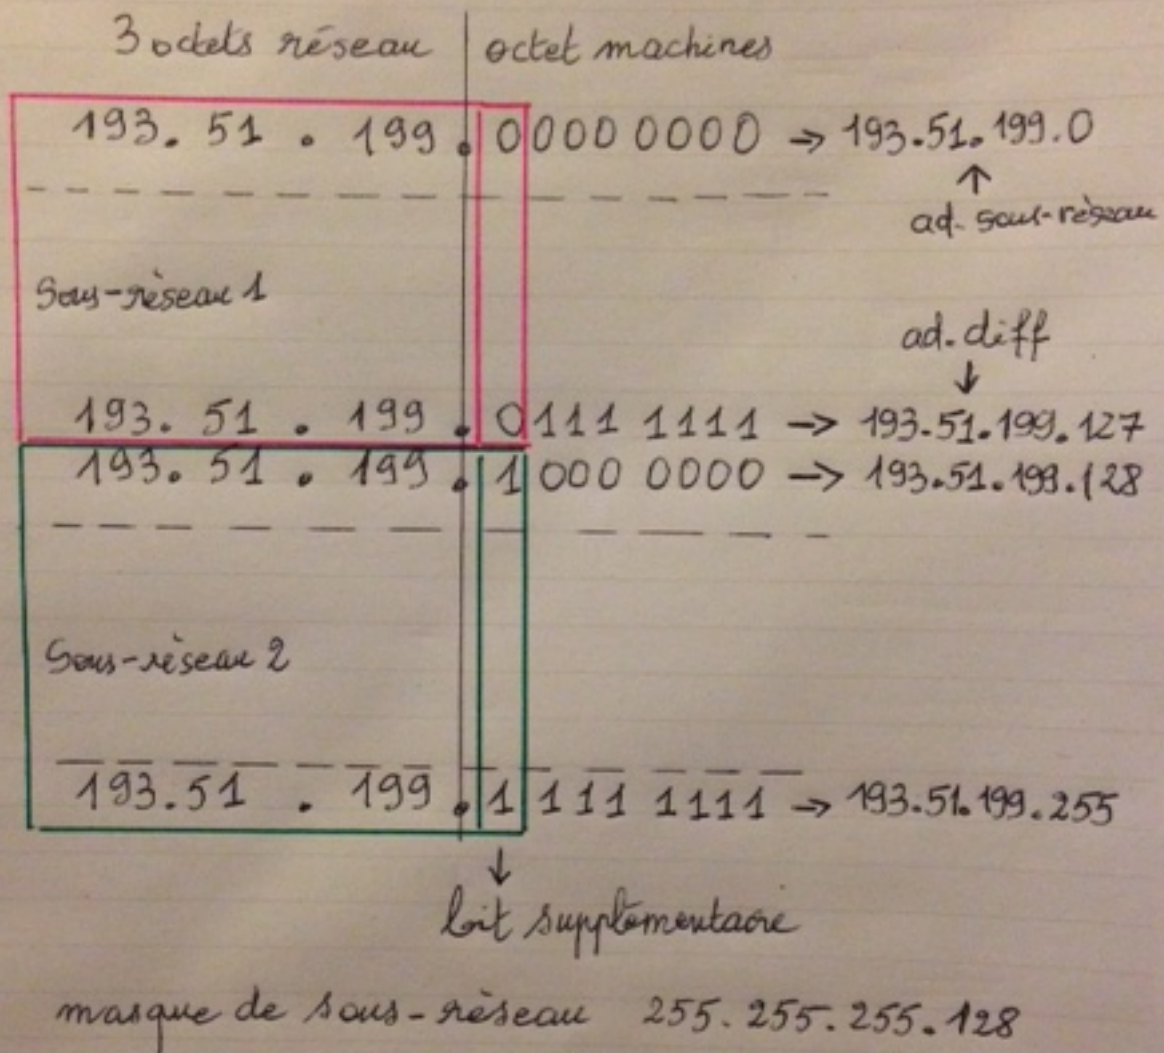 3 octets réseau | octet machines
193. 51 . 199 . 0000 0000 → 193.51.199.0
↑
ad. sous-réseau
Sous-réseau 1
ad. diff
↓
193. 51 . 199 . 0111 1111 → 193.51.199.127
193. 51 . 199 . 1000 0000 → 193.51.199.128
Sous-réseau 2
193.51 . 199 . 1111 1111 → 193.51.199.255
↓
bit supplémentaire
masque de sous-réseau 255.255.255.128